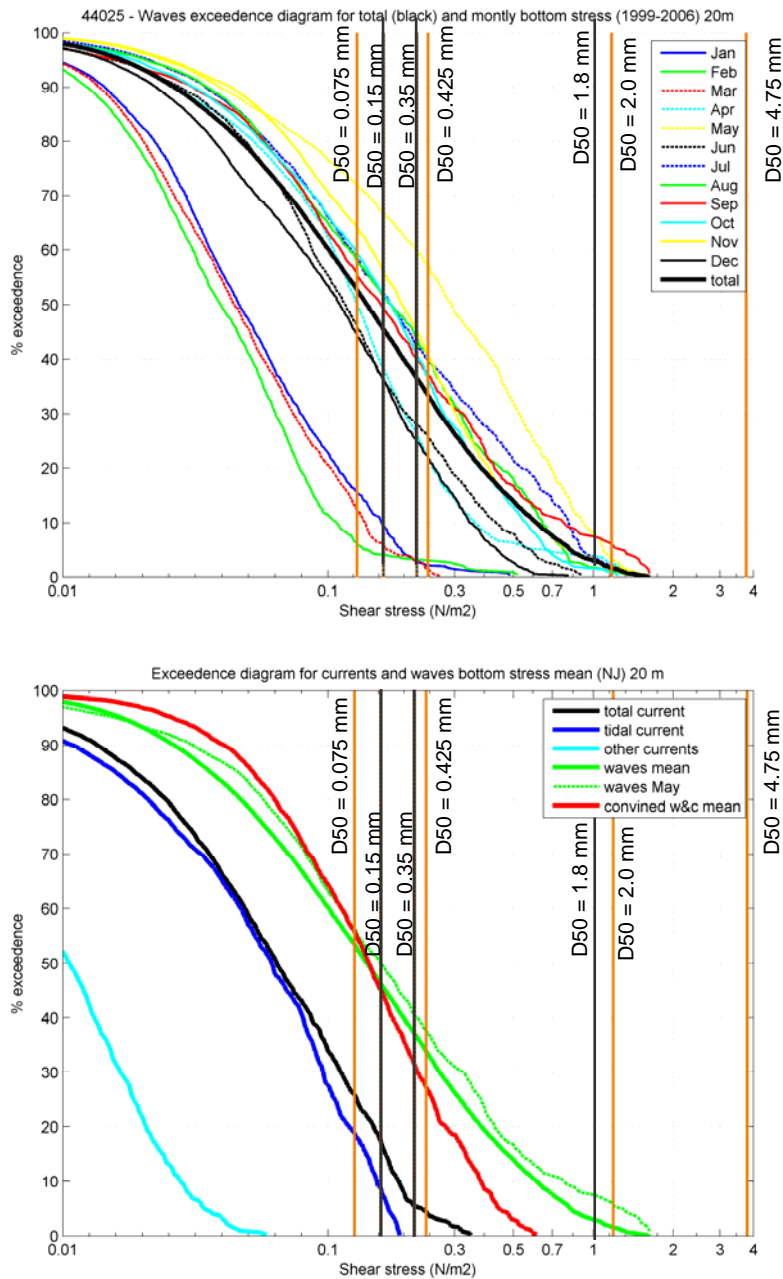 44025 - Waves exceedence diagram for total (black) and montly bottom stress (1999-2006) 20m
100
90
80
70
60
50
40
30
20
10
0
% exceedence
D50 = 0.075 mm
D50 = 0.15 mm
D50 = 0.35 mm
D50 = 0.425 mm
D50 = 1.8 mm
D50 = 2.0 mm
D50 = 4.75 mm
Jan
Feb
Mar
Apr
May
Jun
Jul
Aug
Sep
Oct
Nov
Dec
total
0.01 0.1 0.3 0.5 0.7 1 2 3 4
Shear stress (N/m2)
Exceedence diagram for currents and waves bottom stress mean (NJ) 20 m
100
90
80
70
60
50
40
30
20
10
0
% exceedence
D50 = 0.075 mm
D50 = 0.15 mm
D50 = 0.35 mm
D50 = 0.425 mm
D50 = 1.8 mm
D50 = 2.0 mm
D50 = 4.75 mm
total current
tidal current
other currents
waves mean
waves May
convined w&c mean
0.01 0.1 0.3 0.5 0.7 1 2 3 4
Shear stress (N/m2)